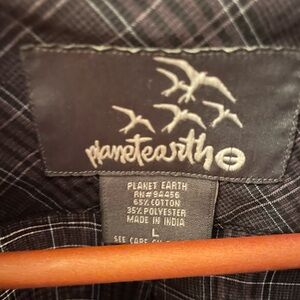 planetearth
PLANET EARTH
RN#94456
65% COTTON
35% POLYESTER
MADE IN INDIA
L
SEE CARE ON